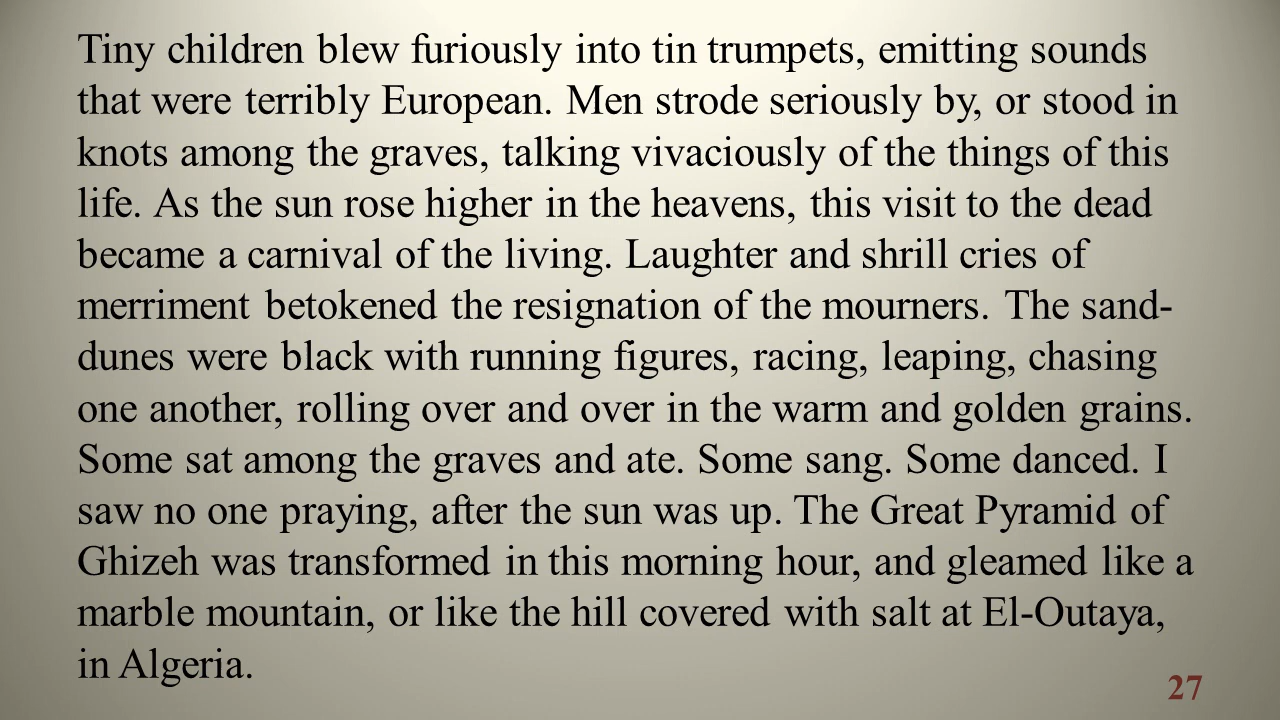 Tiny children blew furiously into tin trumpets, emitting sounds
that were terribly European. Men strode seriously by, or stood in
knots among the graves, talking vivaciously of the things of this
life. As the sun rose higher in the heavens, this visit to the dead
became a carnival of the living. Laughter and shrill cries of
merriment betokened the resignation of the mourners. The sand-
dunes were black with running figures, racing, leaping, chasing
one another, rolling over and over in the warm and golden grains.
Some sat among the graves and ate. Some sang. Some danced. I
saw no one praying, after the sun was up. The Great Pyramid of
Ghizeh was transformed in this morning hour, and gleamed like a
marble mountain, or like the hill covered with salt at El-Outaya,
in Algeria.
27